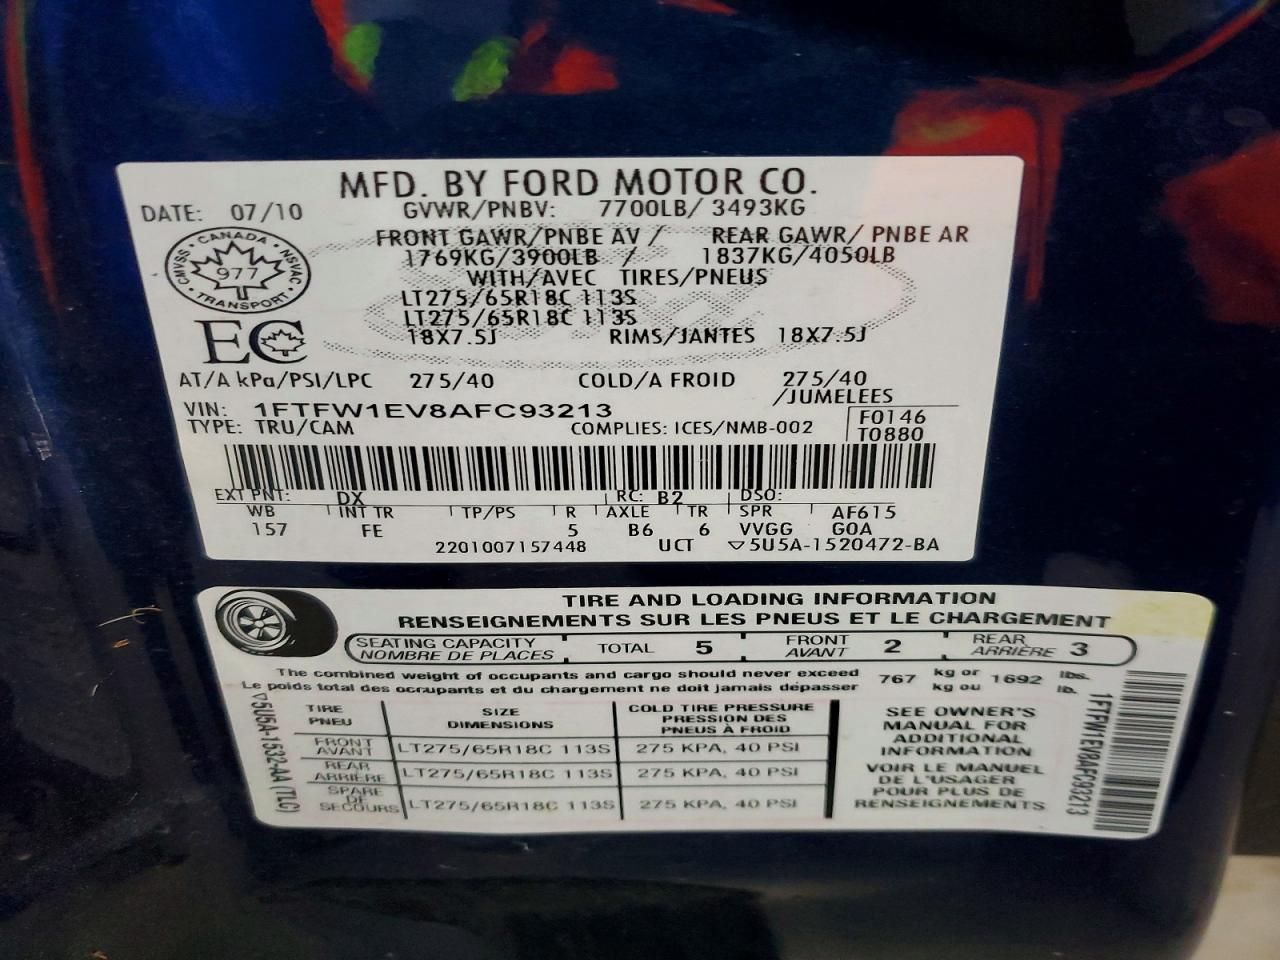 MFD. BY FORD MOTOR CO.
DATE: 07/10 GVWR/PNBV: 7700LB/ 3493KG
FRONT GAWR/PNBE AV / REAR GAWR/ PNBE AR
1769KG/3900LB / 1837KG/4050LB
WITH/AVEC TIRES/PNEUS
LT275/65R18C 113S
LT275/65R18C 113S
18X7.5J RIMS/JANTES 18X7.5J
CANADA
CMVSS 977 NSVAC
TRANSPORT
EC
AT/A kPa/PSI/LPC 275/40 COLD/A FROID 275/40
/JUMELEES
VIN: 1FTFW1EV8AFC93213
TYPE: TRU/CAM COMPLIES: ICES/NMB-002
F0146
T0880
EXT PNT: DX RC: B2 DSO:
WB INT TR TP/PS R AXLE TR SPR AF615
157 FE 5 B6 6 VVGG GOA
2201007157448 UCT ▽5U5A-1520472-BA
TIRE AND LOADING INFORMATION
RENSEIGNEMENTS SUR LES PNEUS ET LE CHARGEMENT
SEATING CAPACITY TOTAL 5 FRONT 2 REAR 3
NOMBRE DE PLACES AVANT ARRIÈRE
The combined weight of occupants and cargo should never exceed 767 kg or 1692 lbs.
Le poids total des occupants et du chargement ne doit jamais dépasser kg ou lb.
TIRE SIZE COLD TIRE PRESSURE
PNEU DIMENSIONS PRESSION DES
PNEUS À FROID
FRONT
AVANT LT275/65R18C 113S 275 KPA, 40 PSI
REAR
ARRIÈRE LT275/65R18C 113S 275 KPA, 40 PSI
SPARE
DE
SECOURS LT275/65R18C 113S 275 KPA, 40 PSI
SEE OWNER'S
MANUAL FOR
ADDITIONAL
INFORMATION
VOIR LE MANUEL
DE L'USAGER
POUR PLUS DE
RENSEIGNEMENTS
▽5U5A-1532-AA (TLC)
1FTFW1EV8AFC93213